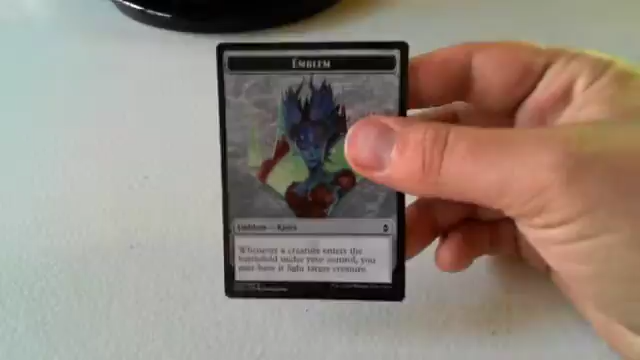 EMBLEM
Emblem — Kiora
Whenever a creature enters the
battlefield under your control, you
may have it fight target creature.